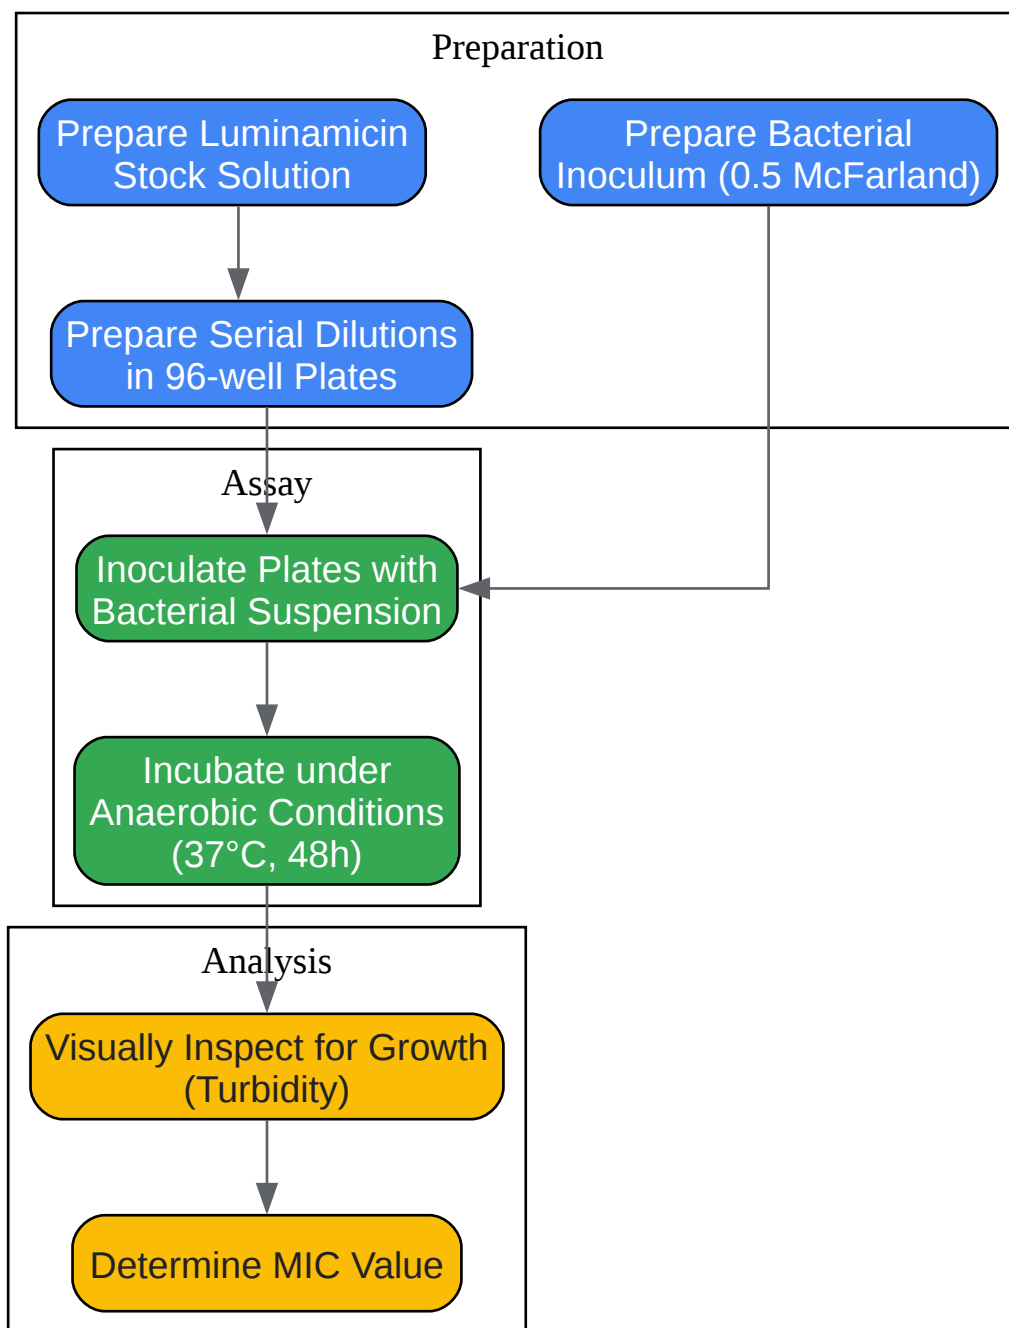 Preparation
Prepare Luminamicin
Stock Solution
Prepare Bacterial
Inoculum (0.5 McFarland)
Prepare Serial Dilutions
in 96-well Plates
Assay
Inoculate Plates with
Bacterial Suspension
Incubate under
Anaerobic Conditions
(37°C, 48h)
Analysis
Visually Inspect for Growth
(Turbidity)
Determine MIC Value